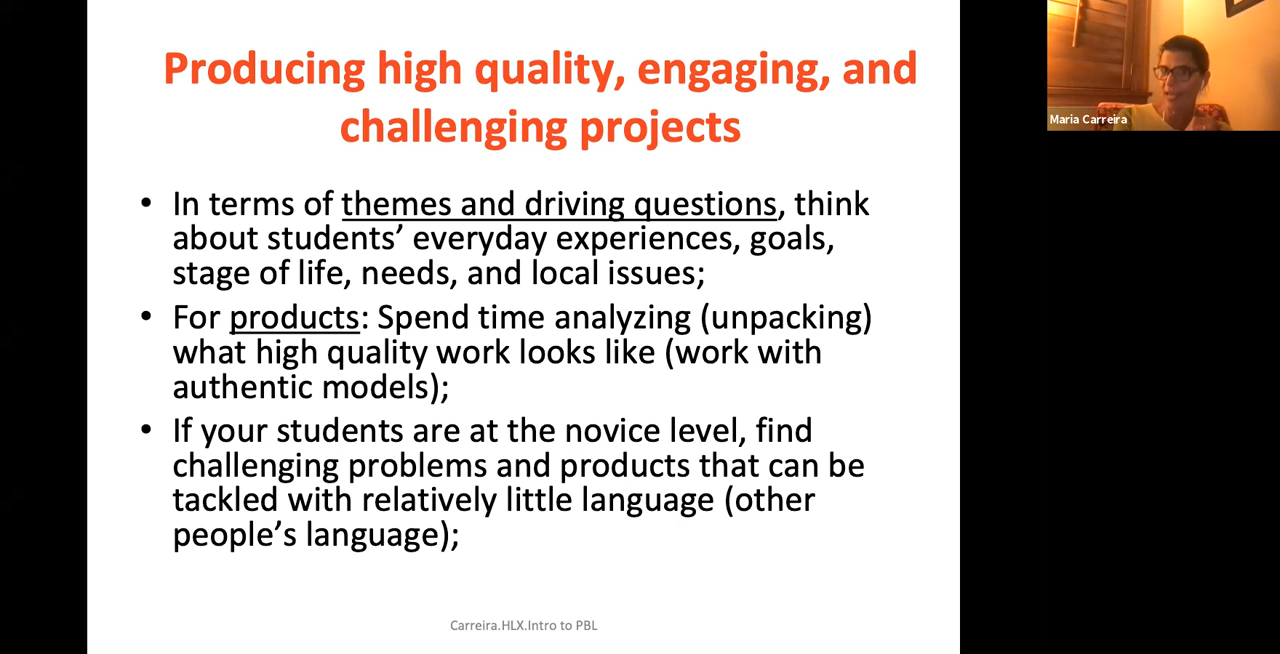 Producing high quality, engaging, and
challenging projects
• In terms of themes and driving questions, think
about students’ everyday experiences, goals,
stage of life, needs, and local issues;
• For products: Spend time analyzing (unpacking)
what high quality work looks like (work with
authentic models);
• If your students are at the novice level, find
challenging problems and products that can be
tackled with relatively little language (other
people’s language);
Carreira.HLX.Intro to PBL
Maria Carreira